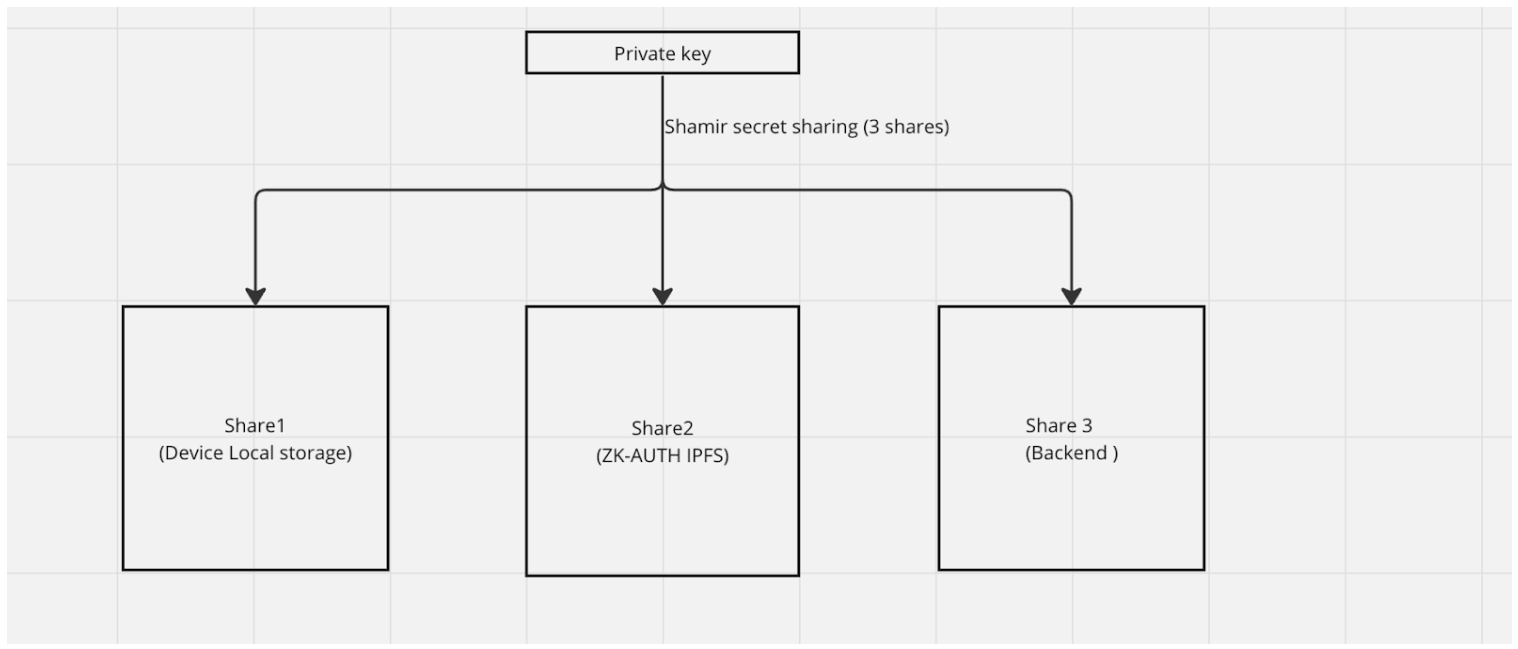 Private key
Shamir secret sharing (3 shares)
Share1
(Device Local storage)
Share2
(ZK-AUTH IPFS)
Share 3
(Backend )